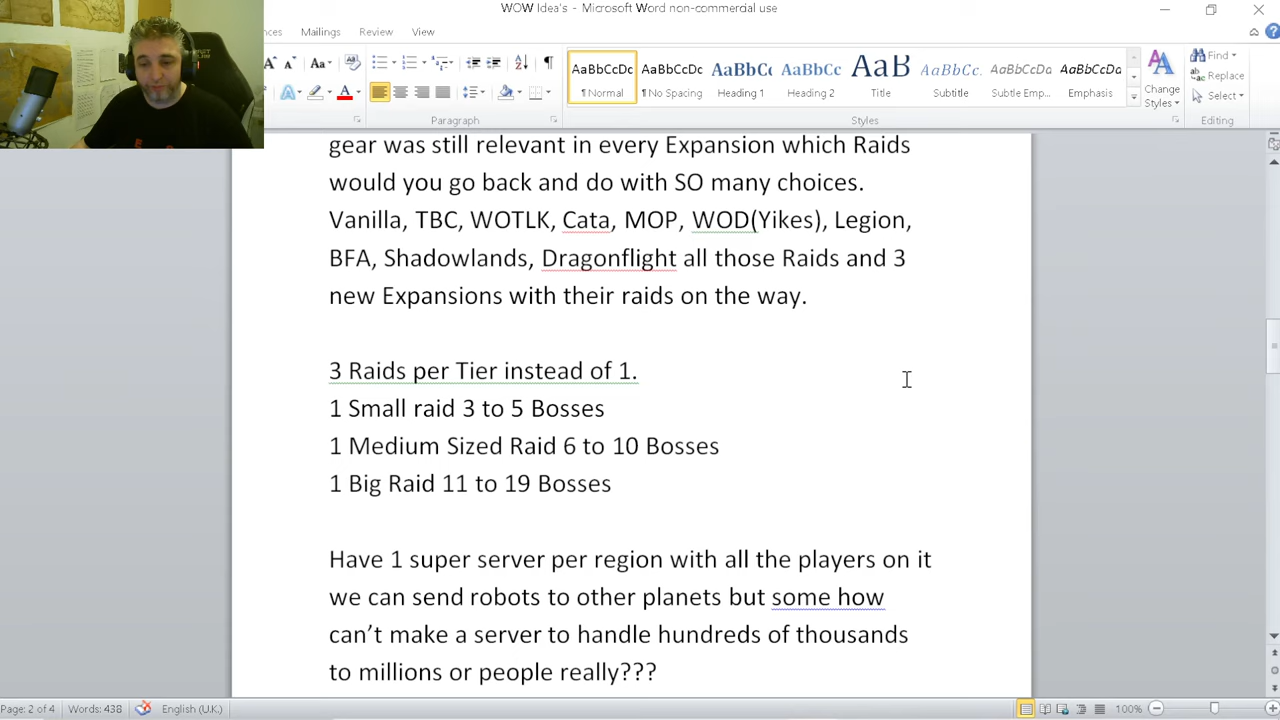 WOW Idea's - Microsoft Word non-commercial use
Mailings Review View
Aa
AaBbCcDc AaBbCcDc AaBbCc AaBbCc AaB AaBbCc. AaBbCcDc AaBbCcDc
¶ Normal ¶ No Spacing Heading 1 Heading 2 Title Subtitle Subtle Emp... Emphasis
Change Styles
Find
Replace
Select
Paragraph Styles Editing
gear was still relevant in every Expansion which Raids
would you go back and do with SO many choices.
Vanilla, TBC, WOTLK, Cata, MOP, WOD(Yikes), Legion,
BFA, Shadowlands, Dragonflight all those Raids and 3
new Expansions with their raids on the way.
3 Raids per Tier instead of 1.
1 Small raid 3 to 5 Bosses
1 Medium Sized Raid 6 to 10 Bosses
1 Big Raid 11 to 19 Bosses
Have 1 super server per region with all the players on it
we can send robots to other planets but some how
can't make a server to handle hundreds of thousands
to millions or people really???
Page: 2 of 4 Words: 438 English (U.K.) 100%